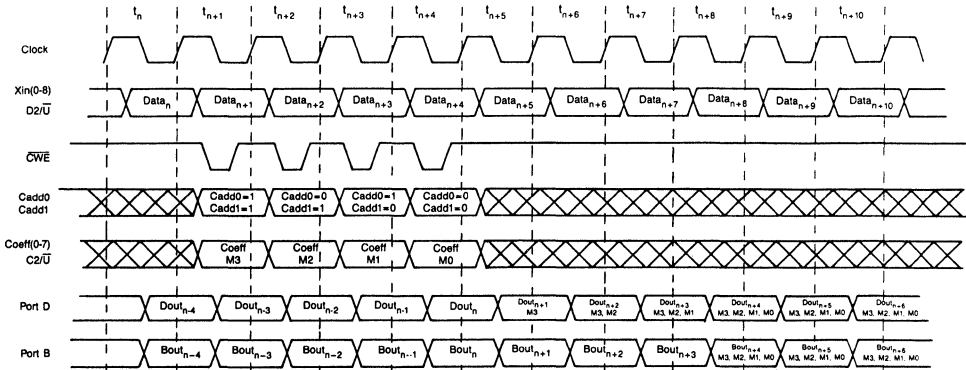 tn tn+1 tn+2 tn+3 tn+4 tn+5 tn+6 tn+7 tn+8 tn+9 tn+10
Clock
Xin(0-8)
D2/U̅
Datan Datan+1 Datan+2 Datan+3 Datan+4 Datan+5 Datan+6 Datan+7 Datan+8 Datan+9 Datan+10
C̅W̅E̅
Cadd0
Cadd1
Cadd0=1 Cadd0=0 Cadd0=1 Cadd0=0
Cadd1=1 Cadd1=1 Cadd1=0 Cadd1=0
Coeff(0-7)
C2/U̅
Coeff Coeff Coeff Coeff
M3 M2 M1 M0
Port D
Doutn-4 Doutn-3 Doutn-2 Doutn-1 Doutn Doutn+1 Doutn+2 Doutn+3 Doutn+4 Doutn+5 Doutn+6
M3 M3, M2 M3, M2, M1 M3, M2, M1, M0 M3, M2, M1, M0 M3, M2, M1, M0
Port B
Boutn-4 Boutn-3 Boutn-2 Boutn-1 Boutn Boutn+1 Boutn+2 Boutn+3 Boutn+4 Boutn+5 Boutn+6
M3, M2, M1, M0 M3, M2, M1, M0 M3, M2, M1, M0